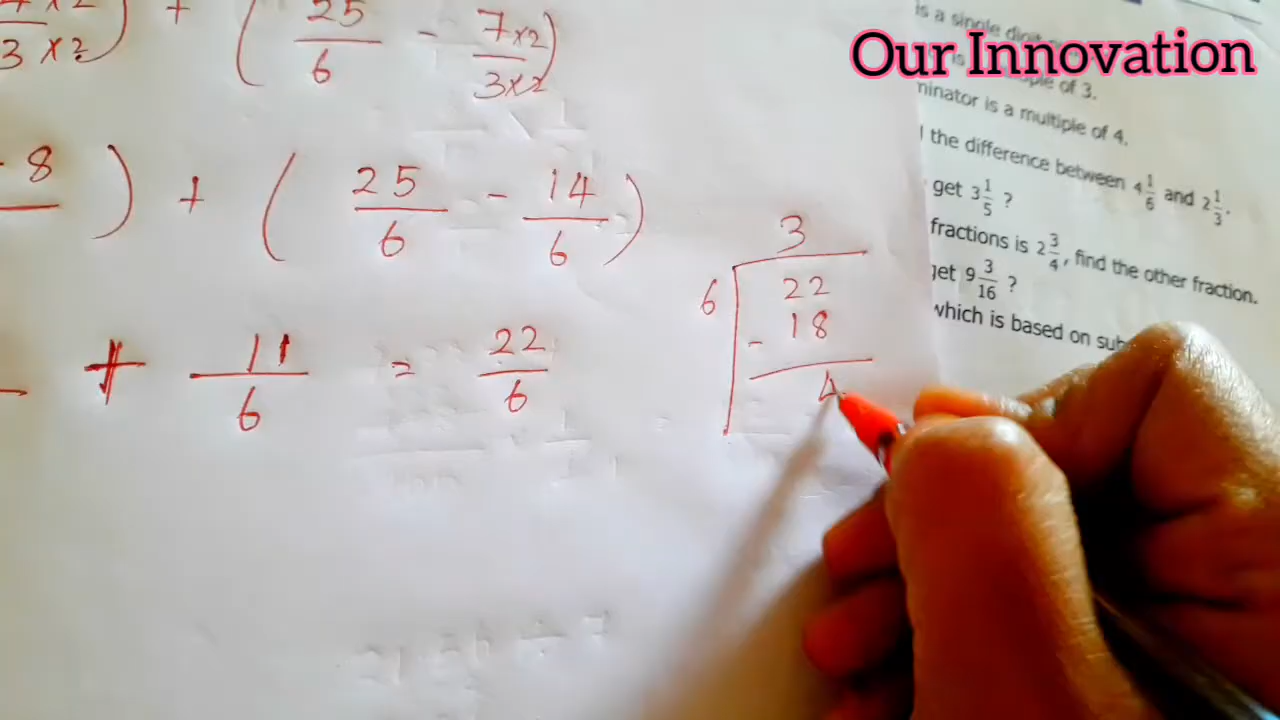 Our Innovation
3 × 2 ) + ( 25/6 - 7×2/3×2 )
8 ) + ( 25/6 - 14/6 )
+ 11/6 = 22/6
3
6 22
- 18
4
is a single digit
of 3.
minator is a multiple of 4.
the difference between 4 1/6 and 2 1/3.
get 3 1/5 ?
fractions is 2 3/4, find the other fraction.
get 9 3/16 ?
which is based on